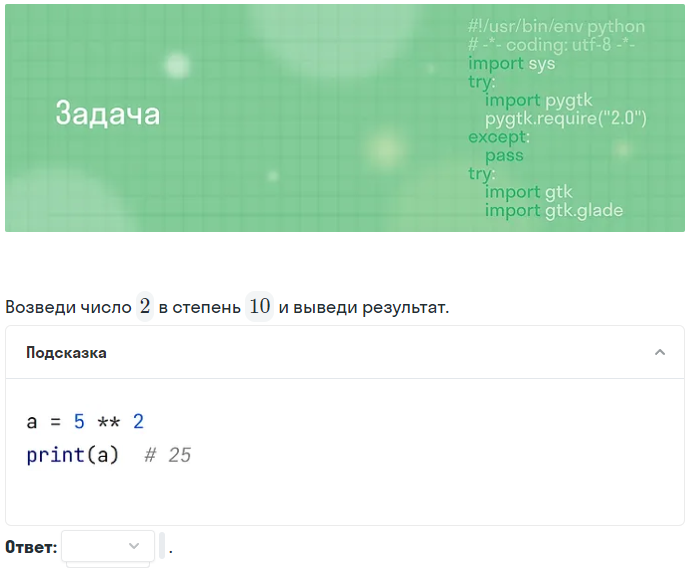 Задача
#!/usr/bin/env python
# -*- coding: utf-8 -*-
import sys
try:
import pygtk
pygtk.require("2.0")
except:
pass
try:
import gtk
import gtk.glade
Возведи число 2 в степень 10 и выведи результат.
Подсказка
a = 5 ** 2
print(a) # 25
Ответ: .